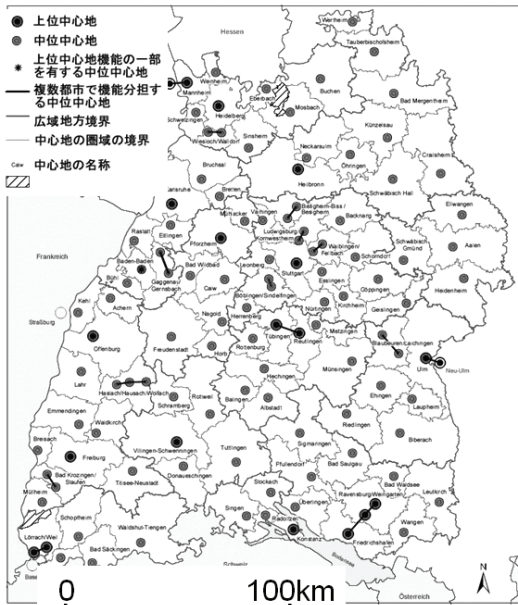 上位中心地
中位中心地
上位中心地機能の一部
を有する中位中心地
複数都市で機能分担す
る中位中心地
広域地方境界
中心地の圏域の境界
Caw 中心地の名称
Hessen
Wertheim
Tauberbischofsheim
Weinheim
Mannheim
Eberbach
Buchen
Bad Mergentheim
Heidelberg
Mosbach
Schwetzingen
Wiesloch/Walldorf
Sinsheim
Künzelsau
Neckarsulm
Crailsheim
Bruchsal
Öhringen
Heilbronn
Schwäbisch Hall
Bretten
Karlsruhe
Mühlacker
Vaihingen
Bietigheim-Biss./
Besigheim
Backnang
Ellwangen
Rastatt
Ettlingen
Pforzheim
Ludwigsburg/
Kornwestheim
Waiblingen/
Fellbach
Schorndorf
Schwäbisch
Gmünd
Aalen
Frankreich
Baden-Baden
Bad Wildbad
Leonberg
Stuttgart
Gaggenau/
Gernsbach
Calw
Esslingen
Göppingen
Heidenheim
Bühl
Böblingen/Sindelfingen
Kirchheim
Geislingen
Kehl
Achern
Nagold
Herrenberg
Nürtingen
Metzingen
Straßburg
Tübingen
Reutlingen
Blaubeuren/Laichingen
Offenburg
Freudenstadt
Horb
Rottenburg
Ulm
Neu-Ulm
Münsingen
Lahr
Hechingen
Ehingen
Haslach/Hausach/Wolfach
Schramberg
Rottweil
Balingen
Albstadt
Laupheim
Emmendingen
Waldkirch
Riedlingen
Biberach
Breisach
Freiburg
Villingen-Schwenningen
Tuttlingen
Sigmaringen
Bad Saulgau
Bad Krozingen/
Staufen
Titisee-Neustadt
Donaueschingen
Pfullendorf
Bad Waldsee
Müllheim
Stockach
Ravensburg/Weingarten
Leutkirch
Schopfheim
Waldshut-Tiengen
Singen
Überlingen
Radolfzell
Wangen
Lörrach/Weil
Konstanz
Friedrichshafen
Bad Säckingen
Basel
Schweiz
Bodensee
Österreich
N
0 100km